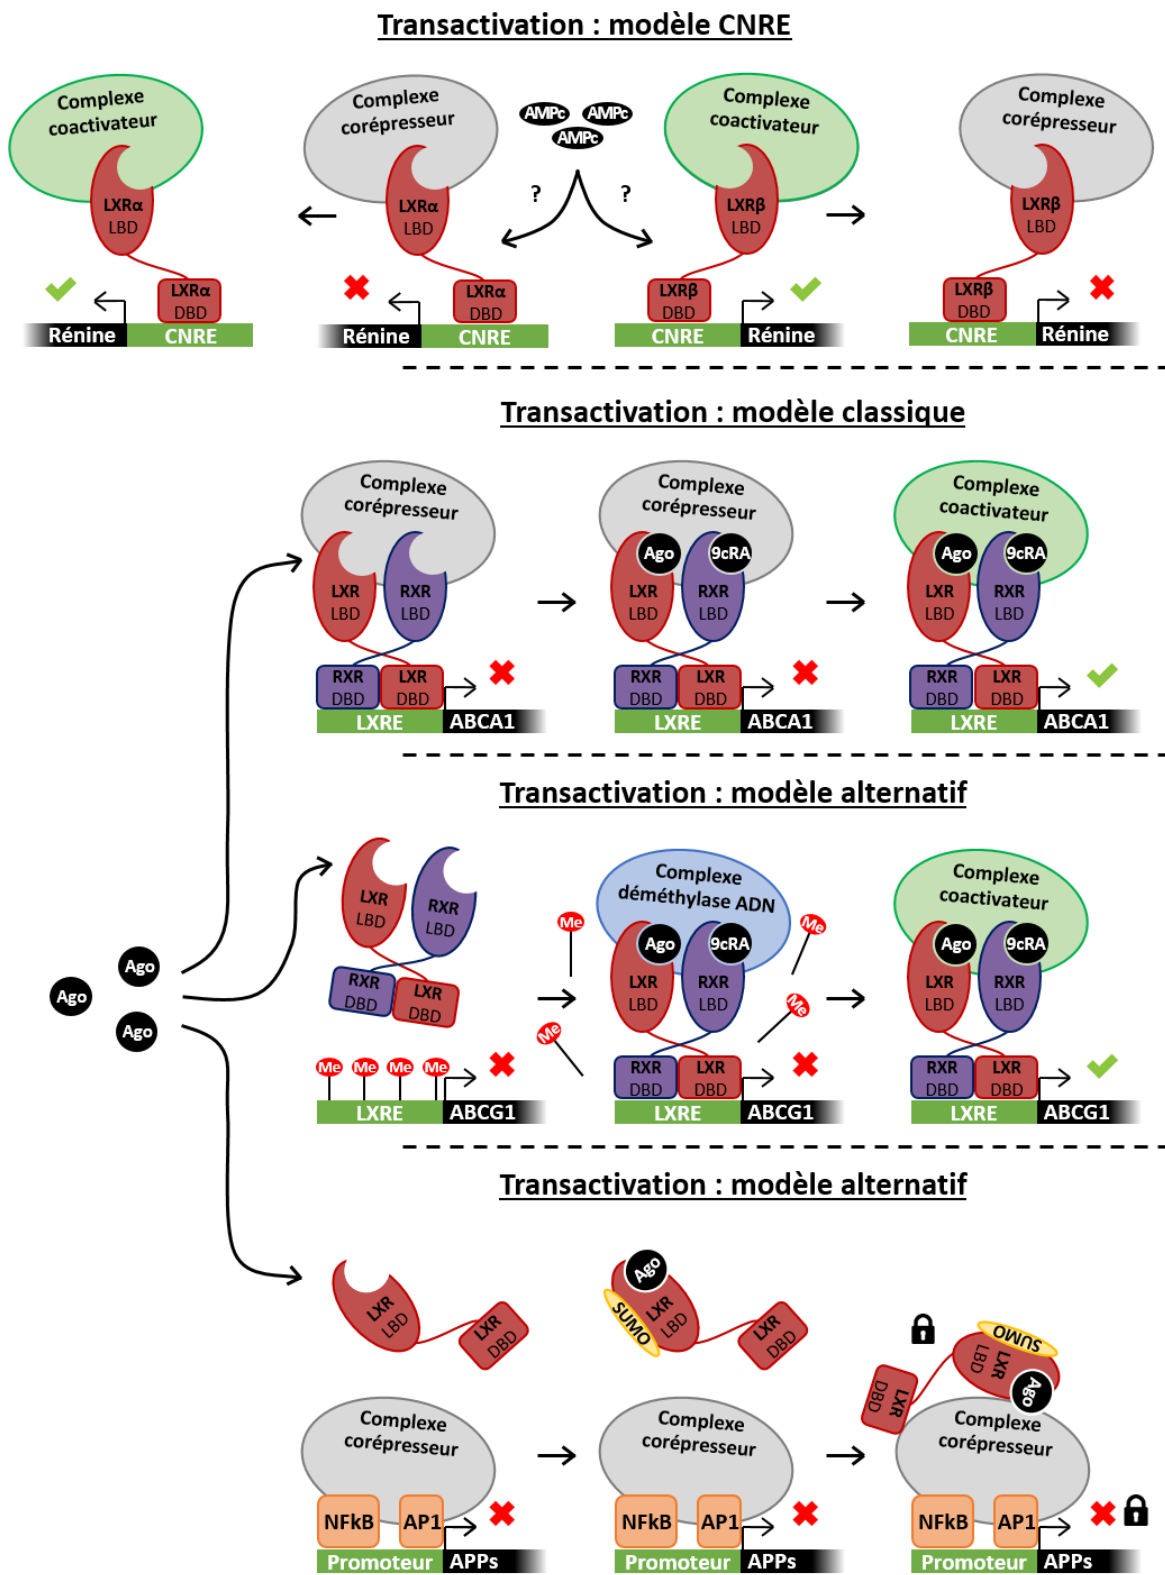 Transactivation : modèle CNRE
Complexe
coactivateur
LXRα
LBD
LXRα
DBD
Rénine
CNRE
Complexe
corépresseur
LXRα
LBD
LXRα
DBD
Rénine
CNRE
AMPc
AMPc
AMPc
?
?
Complexe
coactivateur
LXRβ
LBD
LXRβ
DBD
CNRE
Rénine
Complexe
corépresseur
LXRβ
LBD
LXRβ
DBD
CNRE
Rénine
Transactivation : modèle classique
Complexe
corépresseur
LXR
LBD
RXR
LBD
RXR
DBD
LXR
DBD
LXRE
ABCA1
Complexe
corépresseur
Ago
9cRA
LXR
LBD
RXR
LBD
RXR
DBD
LXR
DBD
LXRE
ABCA1
Complexe
coactivateur
Ago
9cRA
LXR
LBD
RXR
LBD
RXR
DBD
LXR
DBD
LXRE
ABCA1
Transactivation : modèle alternatif
Ago
Ago
Ago
LXR
LBD
RXR
LBD
RXR
DBD
LXR
DBD
Me
Me
Me
Me
LXRE
ABCG1
Me
Me
Complexe
déméthylase ADN
Ago
9cRA
LXR
LBD
RXR
LBD
RXR
DBD
LXR
DBD
LXRE
ABCG1
Me
Me
Complexe
coactivateur
Ago
9cRA
LXR
LBD
RXR
LBD
RXR
DBD
LXR
DBD
LXRE
ABCG1
Transactivation : modèle alternatif
LXR
LBD
LXR
DBD
Complexe
corépresseur
NFkB
AP1
Promoteur
APPs
Ago
SUMO
LXR
LBD
LXR
DBD
Complexe
corépresseur
NFkB
AP1
Promoteur
APPs
SUMO
LXR
LBD
Ago
LXR
DBD
Complexe
corépresseur
NFkB
AP1
Promoteur
APPs